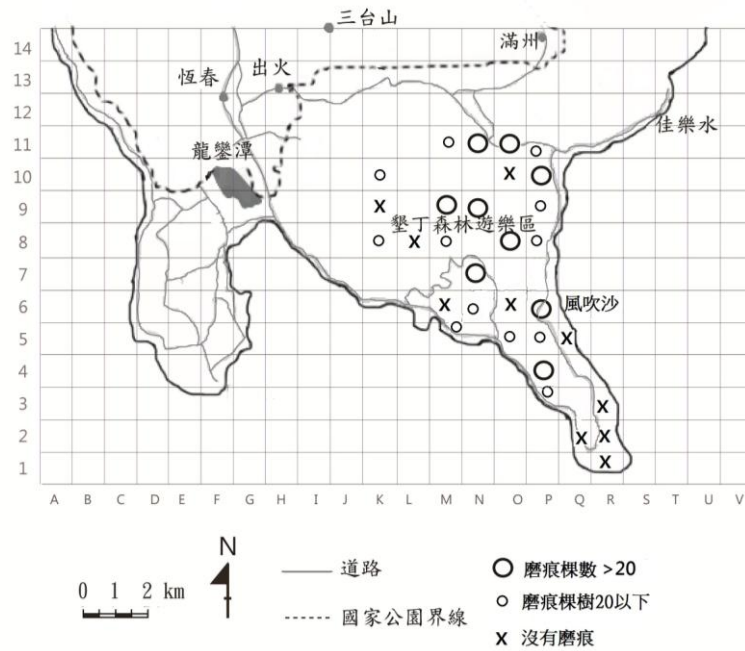 三台山
14
滿州
13
出火
恆春
12
佳樂水
11
龍鑾潭
10
9
墾丁森林遊樂區
8
7
風吹沙
6
5
4
3
2
1
A B C D E F G H I J K L M N O P Q R S T U V
N
0 1 2 km
道路
國家公園界線
磨痕棵數 >20
磨痕棵樹20以下
X 沒有磨痕